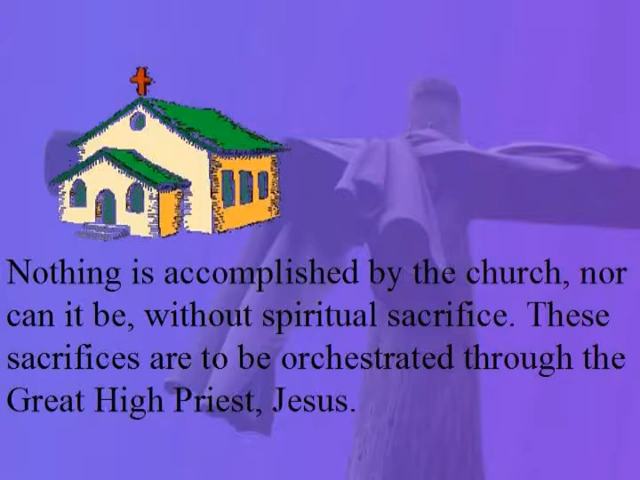 Nothing is accomplished by the church, nor
can it be, without spiritual sacrifice. These
sacrifices are to be orchestrated through the
Great High Priest, Jesus.